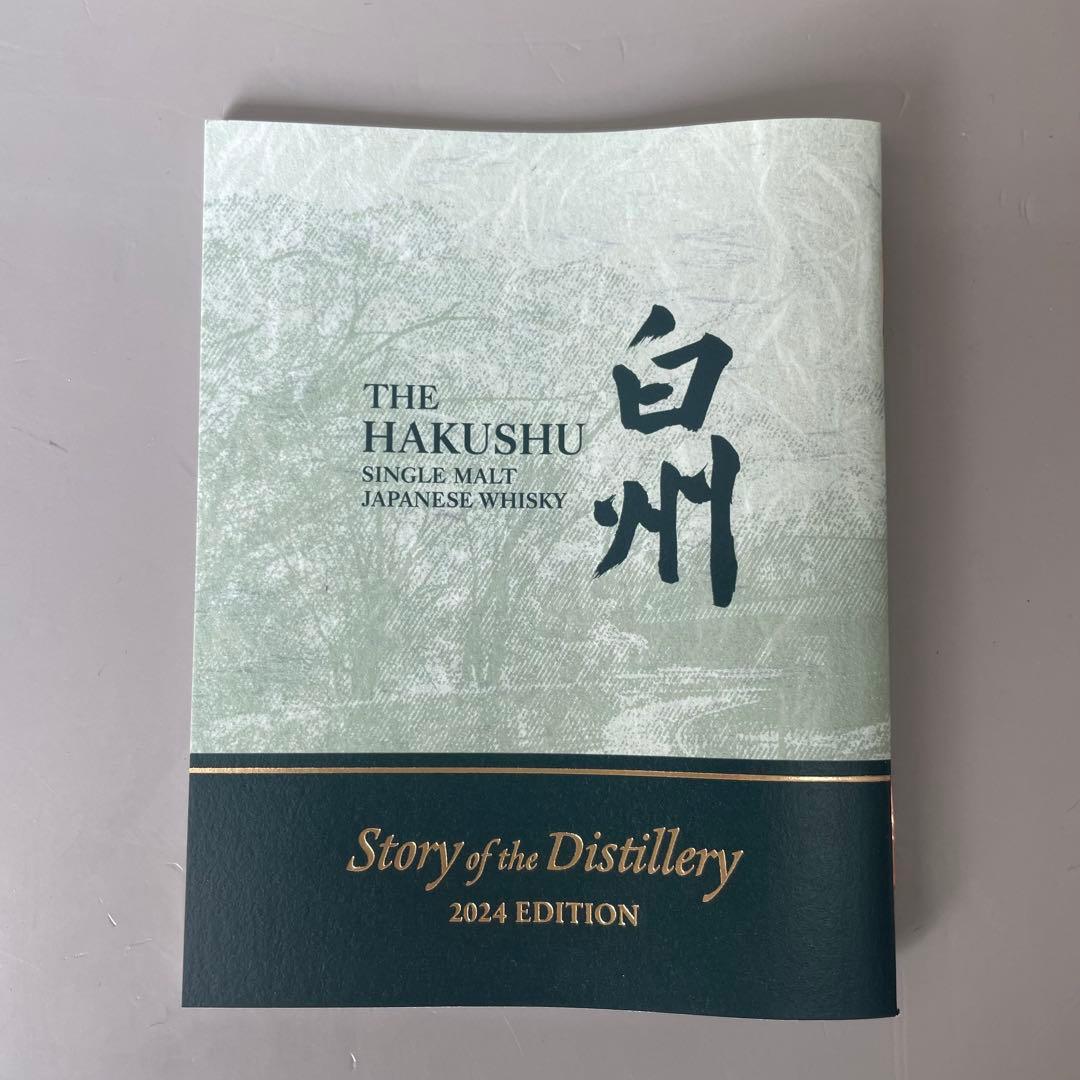 THE
HAKUSHU
SINGLE MALT
JAPANESE WHISKY
白州
Story of the Distillery
2024 EDITION